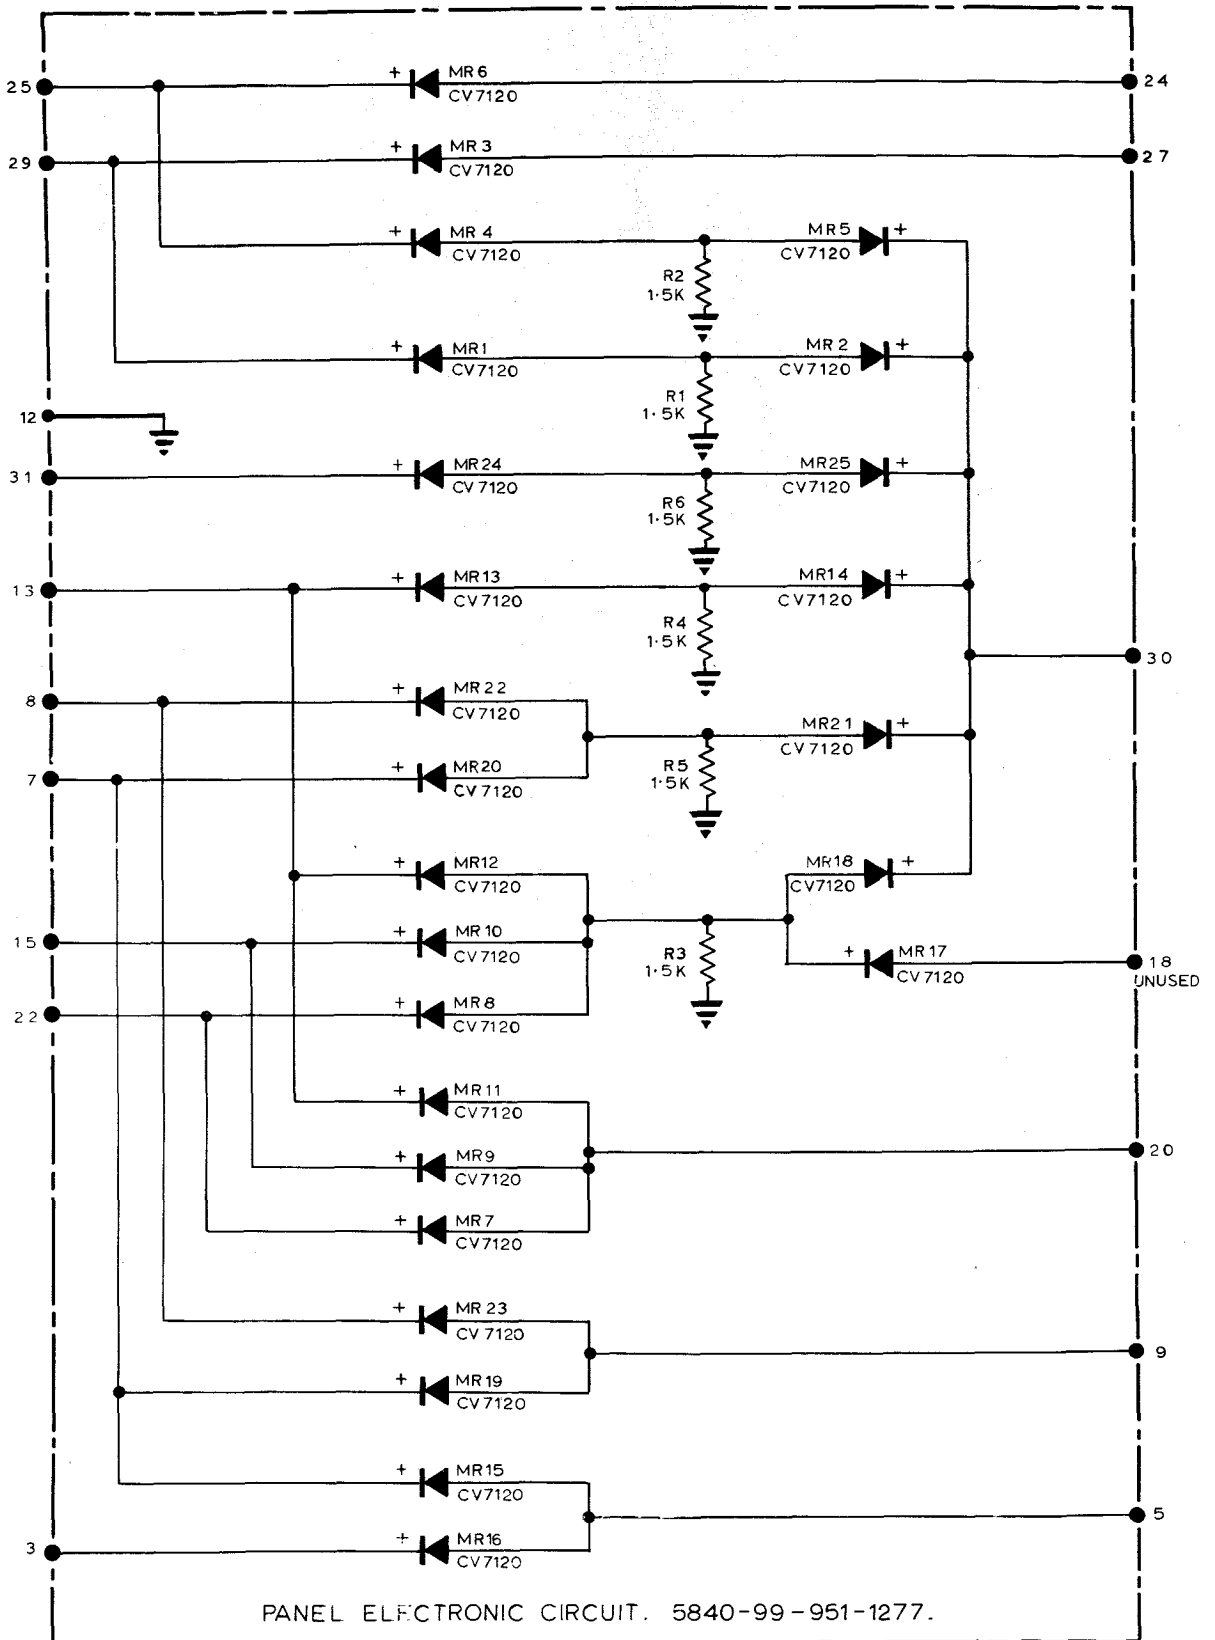 25
+
MR6
CV7120
24
29
+
MR3
CV7120
27
+
MR4
CV7120
MR5
CV7120
+
R2
1·5K
+
MR1
CV7120
MR2
CV7120
+
R1
1·5K
12
31
+
MR24
CV7120
MR25
CV7120
+
R6
1·5K
13
+
MR13
CV7120
MR14
CV7120
+
R4
1·5K
30
8
+
MR22
CV7120
MR21
CV7120
+
R5
1·5K
7
+
MR20
CV7120
+
MR12
CV7120
MR18
CV7120
+
15
+
MR10
CV7120
R3
1·5K
+
MR17
CV7120
18
UNUSED
22
+
MR8
CV7120
+
MR11
CV7120
20
+
MR9
CV7120
+
MR7
CV7120
+
MR23
CV7120
9
+
MR19
CV7120
+
MR15
CV7120
5
3
+
MR16
CV7120
PANEL ELECTRONIC CIRCUIT. 5840-99-951-1277.